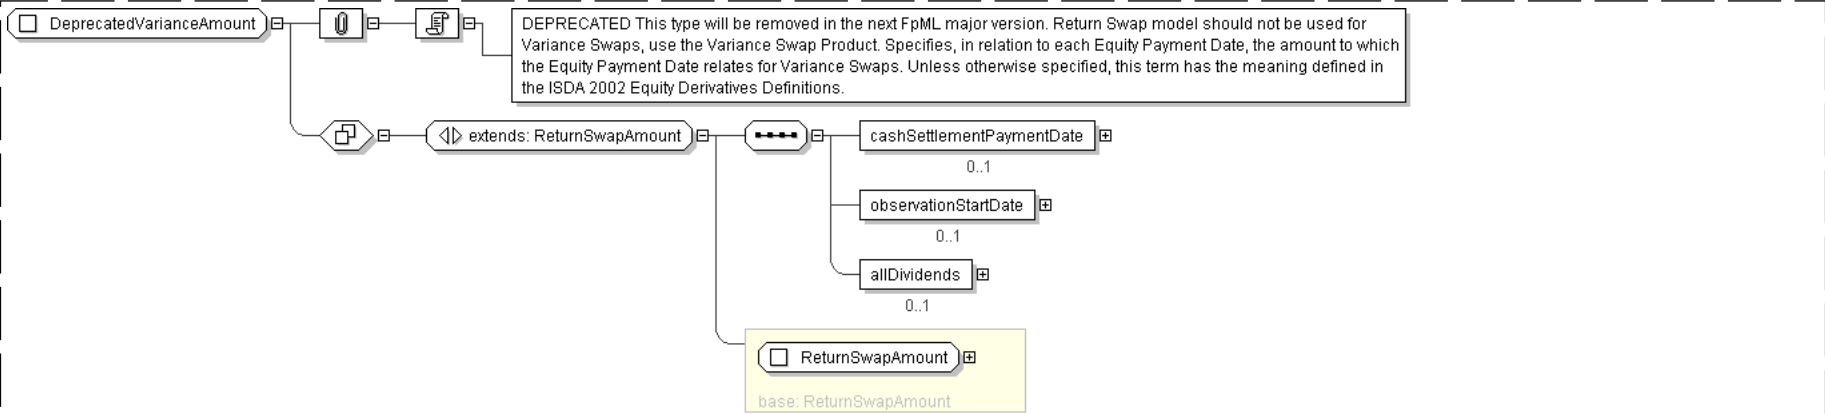 DeprecatedVarianceAmount
DEPRECATED This type will be removed in the next FpML major version. Return Swap model should not be used for
Variance Swaps, use the Variance Swap Product. Specifies, in relation to each Equity Payment Date, the amount to which
the Equity Payment Date relates for Variance Swaps. Unless otherwise specified, this term has the meaning defined in
the ISDA 2002 Equity Derivatives Definitions.
extends: ReturnSwapAmount
cashSettlementPaymentDate
0..1
observationStartDate
0..1
allDividends
0..1
ReturnSwapAmount
base: ReturnSwapAmount